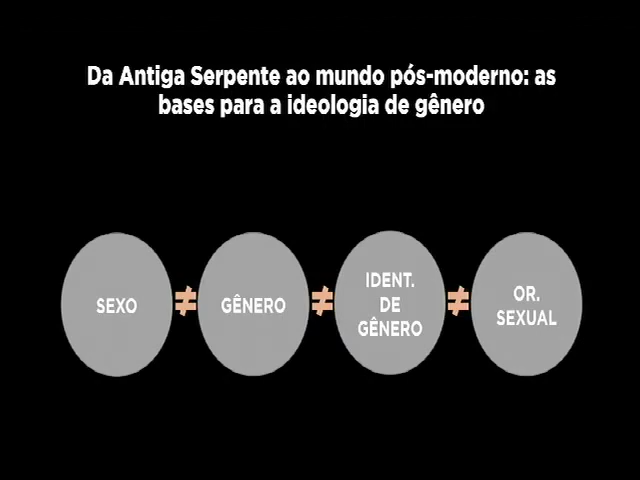 Da Antiga Serpente ao mundo pós-moderno: as
bases para a ideologia de gênero
SEXO
≠
GÊNERO
≠
IDENT.
DE
GÊNERO
≠
OR.
SEXUAL